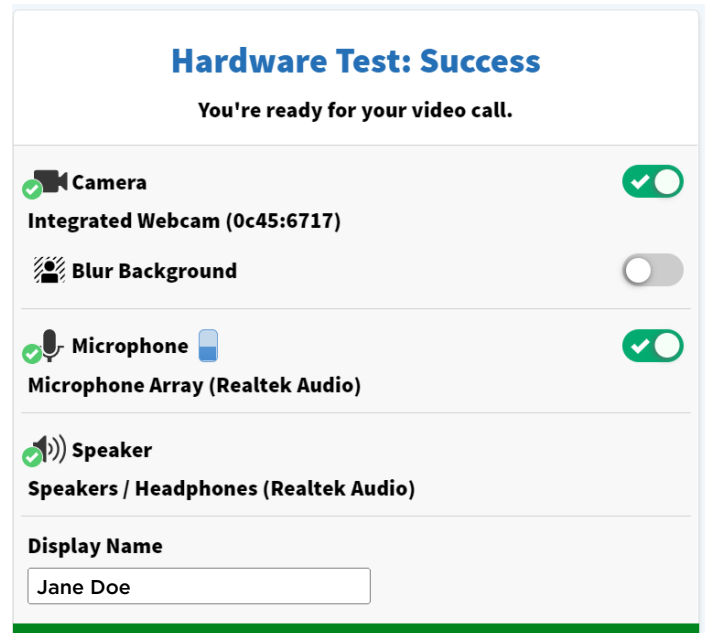 Hardware Test: Success
You're ready for your video call.
Camera
Integrated Webcam (0c45:6717)
Blur Background
Microphone
Microphone Array (Realtek Audio)
Speaker
Speakers / Headphones (Realtek Audio)
Display Name
Jane Doe